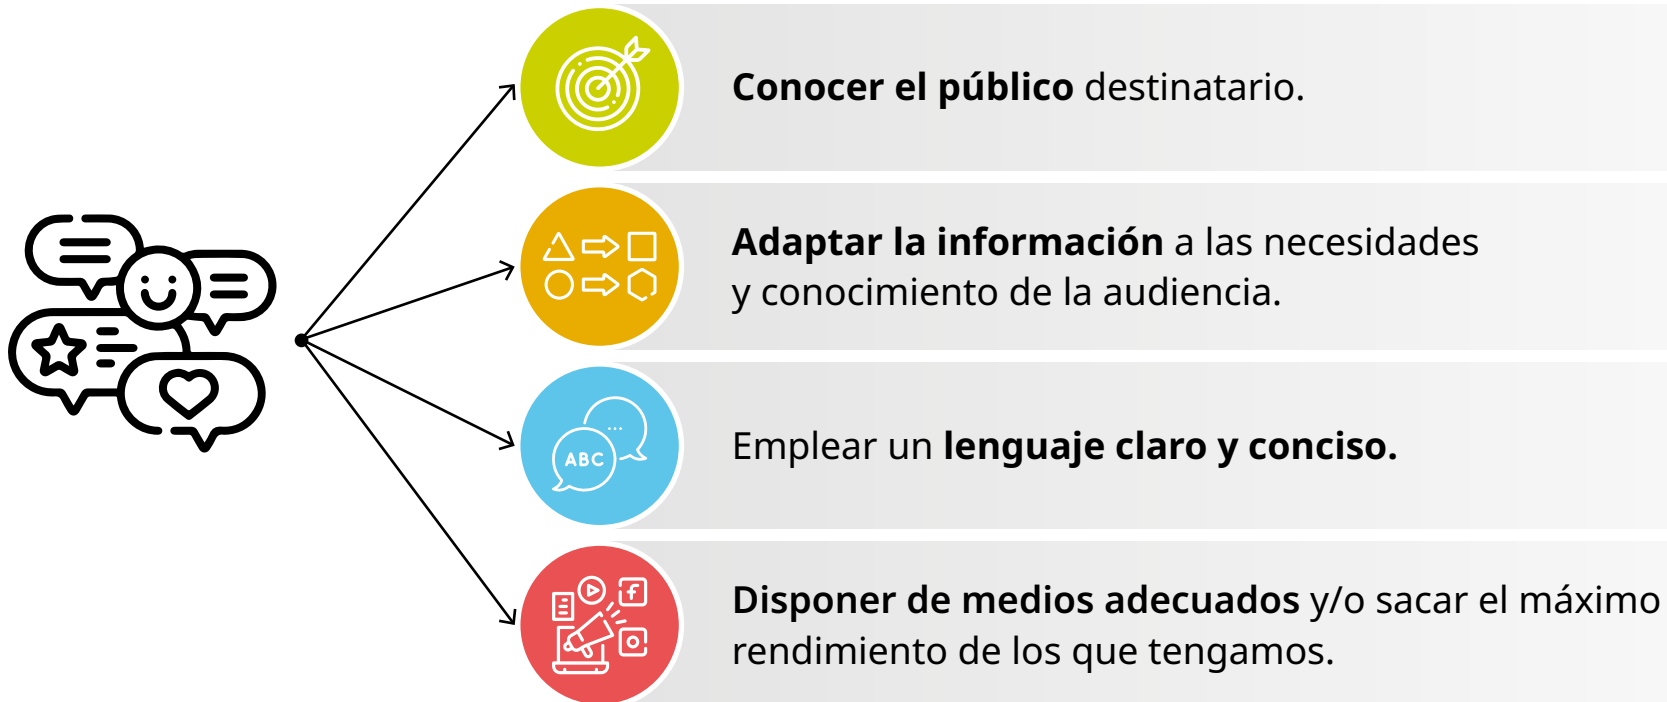 Conocer el público destinatario.
Adaptar la información a las necesidades
y conocimiento de la audiencia.
ABC
Emplear un lenguaje claro y conciso.
Disponer de medios adecuados y/o sacar el máximo
rendimiento de los que tengamos.